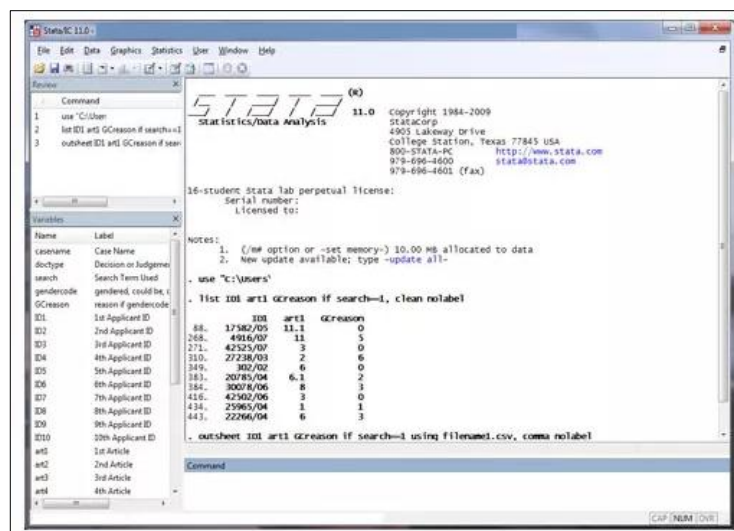 Stata/IC 11.0 -
File Edit Data Graphics Statistics User Window Help
Review
Command
1 use "C:\User
2 list ID1 art1 GCreason if search==1
3 outsheet ID1 art1 GCreason if sear
Variables
Name Label
casename Case Name
doctype Decision or Judgeme
search Search Term Used
gendercode gendered, could be, c
GCreason reason if gendercode
ID1 1st Applicant ID
ID2 2nd Applicant ID
ID3 3rd Applicant ID
ID4 4th Applicant ID
ID5 5th Applicant ID
ID6 6th Applicant ID
ID7 7th Applicant ID
ID8 8th Applicant ID
ID9 9th Applicant ID
ID10 10th Applicant ID
art1 1st Article
art2 2nd Article
art3 3rd Article
art4 4th Article
STATA (R)
Statistics/Data Analysis
11.0 Copyright 1984-2009
StataCorp
4905 Lakeway Drive
College Station, Texas 77845 USA
800-STATA-PC http://www.stata.com
979-696-4600 stata@stata.com
979-696-4601 (fax)
16-student Stata lab perpetual license:
Serial number:
Licensed to:
Notes:
1. (/m# option or -set memory-) 10.00 MB allocated to data
2. New update available; type -update all-
. use "C:\Users\
. list ID1 art1 GCreason if search==1, clean nolabel
ID1 art1 GCreason
88. 17582/05 11.1 0
268. 4916/07 11 5
271. 42525/07 3 0
310. 27238/03 2 6
349. 302/02 6 0
383. 20785/04 6.1 2
384. 30078/06 8 3
416. 42502/06 3 0
434. 25965/04 1 1
443. 22266/04 6 3
. outsheet ID1 art1 GCreason if search==1 using filename1.csv, comma nolabel
Command
CAP NUM OVR